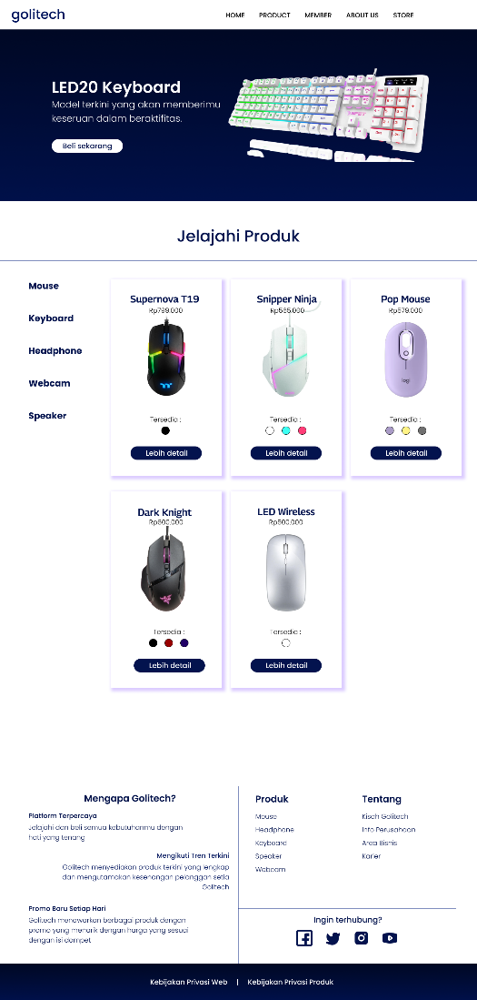 golitech
HOME PRODUCT MEMBER ABOUT US STORE
LED20 Keyboard
Model terkini yang akan memberimu
keseruan dalam beraktifitas.
Beli sekarang
Jelajahi Produk
Mouse
Keyboard
Headphone
Webcam
Speaker
Supernova T19
Rp799.000
Tersedia :
Lebih detail
Snipper Ninja
Rp565.000
Tersedia :
Lebih detail
Pop Mouse
Rp579.000
logi
Tersedia :
Lebih detail
Dark Knight
Rp600.000
Tersedia :
Lebih detail
LED Wireless
Rp500.000
Tersedia :
Lebih detail
Mengapa Golitech?
Platform Terpercaya
Jelajahi dan beli semua kebutuhanmu dengan
hati yang tenang
Mengikuti Tren Terkini
Golitech menyediakan produk terkini yang lengkap
dan mengutamakan kesenangan pelanggan setia
Golitech
Promo Baru Setiap Hari
Golitech menawarkan berbagai produk dengan
promo yang menarik dengan harga yang sesuai
dengan isi dompet
Produk
Mouse
Headphone
Keyboard
Speaker
Webcam
Tentang
Kisah Golitech
Info Perusahaan
Area Bisnis
Karier
Ingin terhubung?
Kebijakan Privasi Web | Kebijakan Privasi Produk